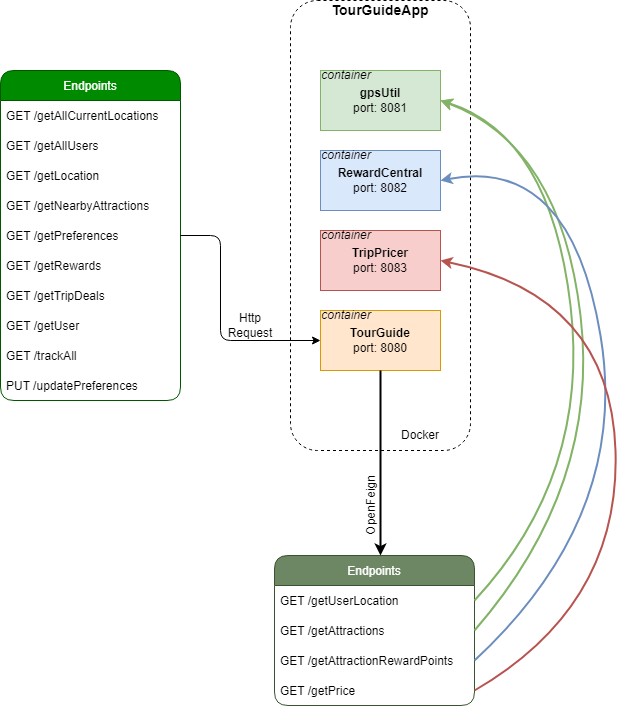 TourGuideApp
Endpoints
GET /getAllCurrentLocations
GET /getAllUsers
GET /getLocation
GET /getNearbyAttractions
GET /getPreferences
GET /getRewards
GET /getTripDeals
GET /getUser
GET /trackAll
PUT /updatePreferences
Http
Request
container
gpsUtil
port: 8081
container
RewardCentral
port: 8082
container
TripPricer
port: 8083
container
TourGuide
port: 8080
Docker
OpenFeign
Endpoints
GET /getUserLocation
GET /getAttractions
GET /getAttractionRewardPoints
GET /getPrice